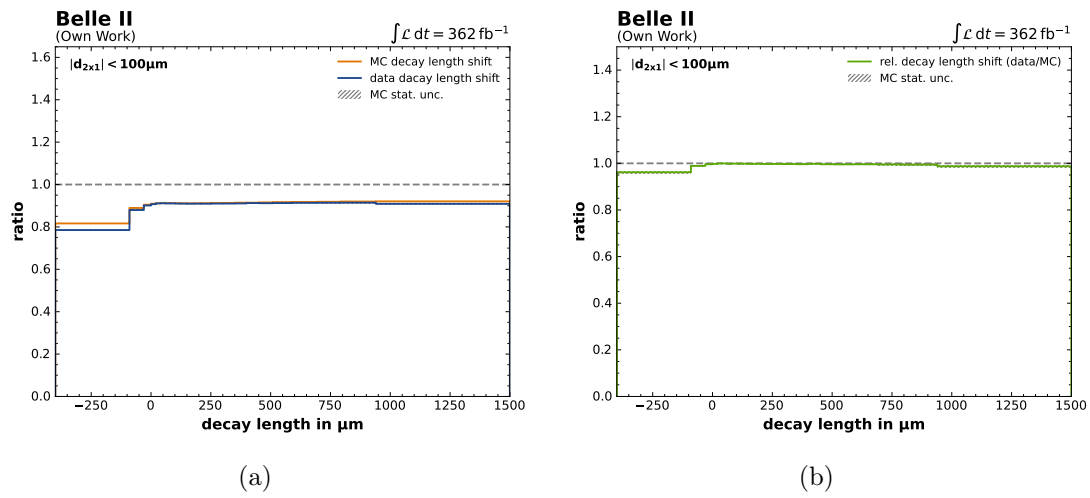 Belle II
(Own Work)
∫ℒ dt = 362 fb⁻¹
|d₂ₓ₁| < 100μm
MC decay length shift
data dacay length shift
MC stat. unc.
1.6
1.4
1.2
1.0
0.8
0.6
0.4
0.2
0.0
ratio
−250 0 250 500 750 1000 1250 1500
decay length in μm
(a)
Belle II
(Own Work)
∫ℒ dt = 362 fb⁻¹
|d₂ₓ₁| < 100μm
rel. decay length shift (data/MC)
MC stat. unc.
1.4
1.2
1.0
0.8
0.6
0.4
0.2
0.0
ratio
−250 0 250 500 750 1000 1250 1500
decay length in μm
(b)